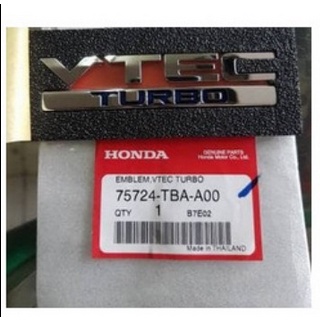 VTEC
TURBO
HONDA
GENUINE PARTS
Honda Motor Co., Ltd.
EMBLEM,VTEC TURBO
75724-TBA-A00
QTY 1 B7E02
Made in THAILAND